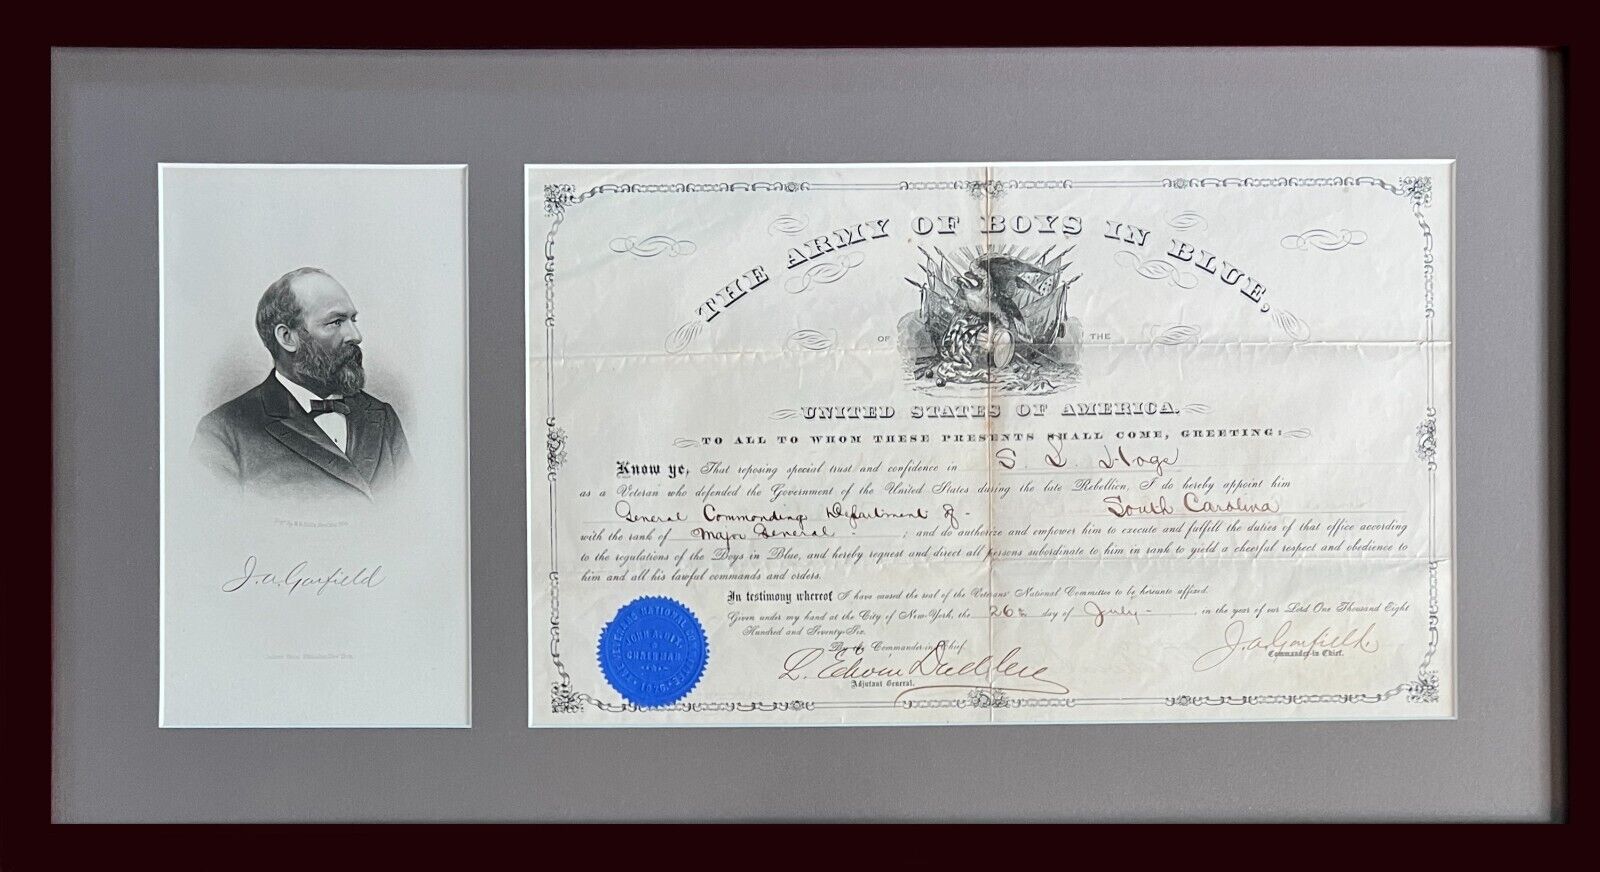 J. A. Garfield
THE ARMY OF BOYS IN BLUE,
OF THE
UNITED STATES OF AMERICA.
TO ALL TO WHOM THESE PRESENTS SHALL COME, GREETING:
Know ye, That reposing special trust and confidence in S. L. Hoge
as a Veteran who defended the Government of the United States during the late Rebellion, I do hereby appoint him
General Commanding Department of South Carolina
with the rank of Major General ; and do authorize and empower him to execute and fulfill the duties of that office according
to the regulations of the Boys in Blue, and hereby request and direct all persons subordinate to him in rank to yield a cheerful respect and obedience to
him and all his lawful commands and orders.
In testimony whereof I have caused the seal of the Veterans' National Committee to be hereunto affixed.
Given under my hand at the City of New-York, the 26th day of July in the year of our Lord One Thousand Eight
Hundred and Seventy-Six.
By the Commander-in-Chief.
L. Edwin Dudley
Adjutant General.
J. A. Garfield.
Commander-in Chief.
THE VETERANS NATIONAL COMMITTEE
CHAIRMAN
1876